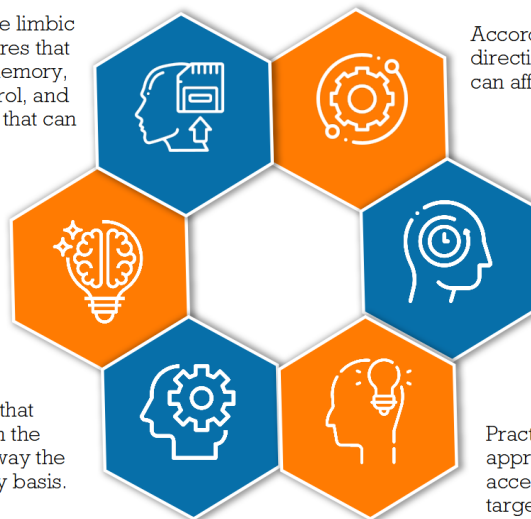 e limbic
res that
emory,
rol, and
that can
Accor
directi
can aff
that
n the
way the
y basis.
Pract
appr
acce
targe